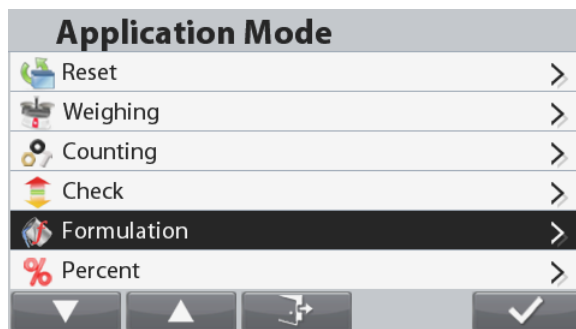 Application Mode
Reset
Weighing
Counting
Check
Formulation
Percent